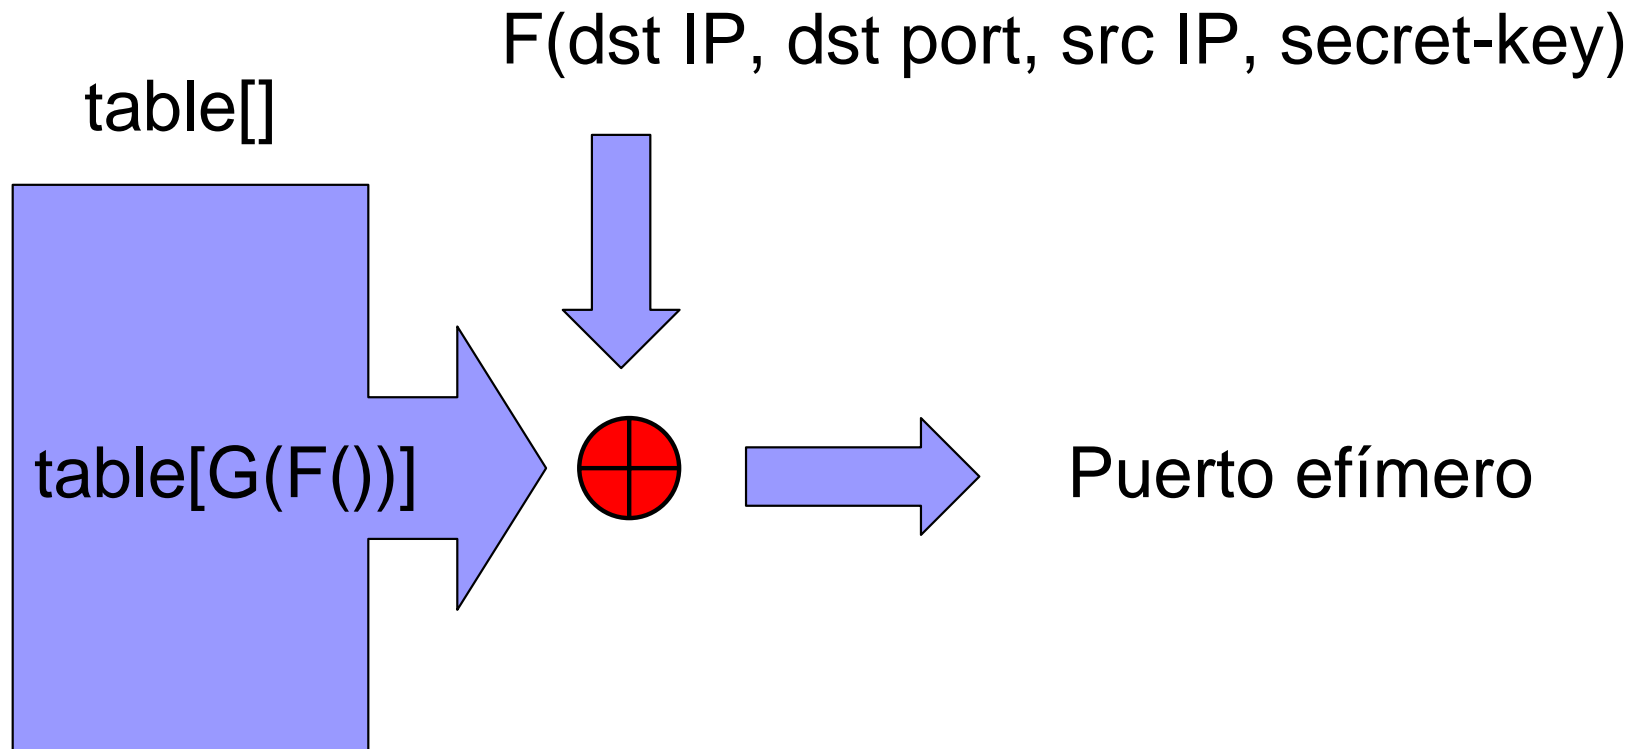 F(dst IP, dst port, src IP, secret-key)
table[]
table[G(F())]
Puerto efímero